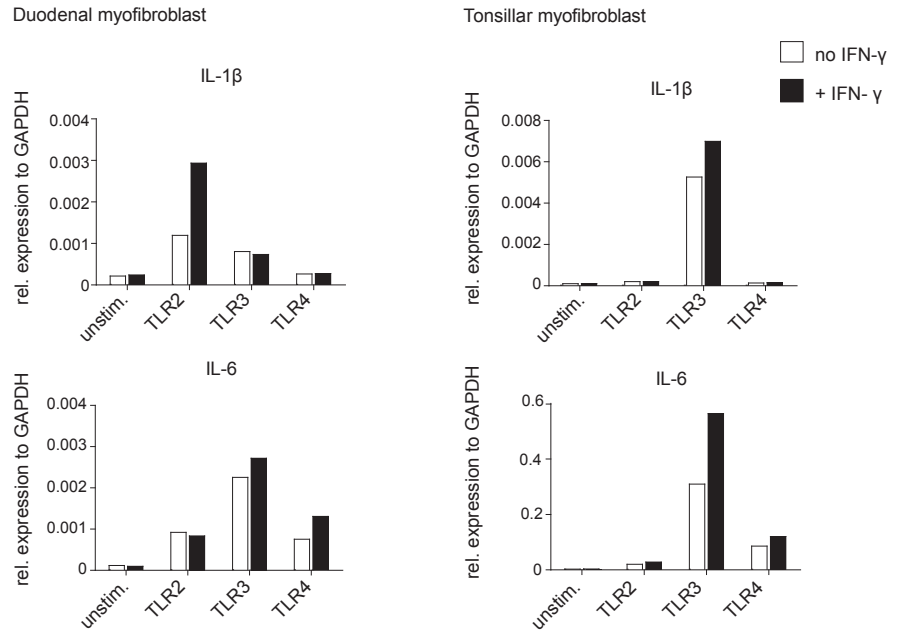 Duodenal myofibroblast
Tonsillar myofibroblast
no IFN-γ
+ IFN- γ
IL-1β
rel. expression to GAPDH
0.004
0.003
0.002
0.001
0
unstim.
TLR2
TLR3
TLR4
IL-1β
rel. expression to GAPDH
0.008
0.006
0.004
0.002
0
unstim.
TLR2
TLR3
TLR4
IL-6
rel. expression to GAPDH
0.004
0.003
0.002
0.001
0
unstim.
TLR2
TLR3
TLR4
IL-6
rel. expression to GAPDH
0.6
0.4
0.2
0
unstim.
TLR2
TLR3
TLR4